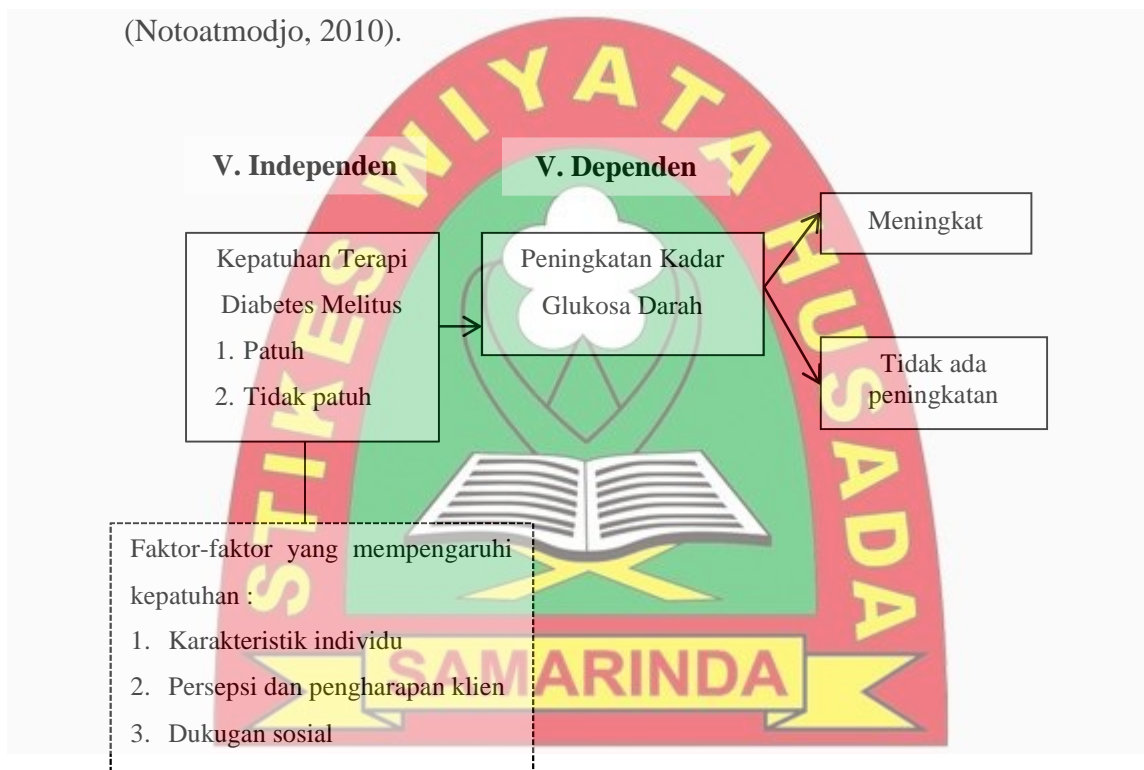 (Notoatmodjo, 2010).
V. Independen
V. Dependen
Kepatuhan Terapi
Diabetes Melitus
1. Patuh
2. Tidak patuh
Peningkatan Kadar
Glukosa Darah
Meningkat
Tidak ada
peningkatan
Faktor-faktor yang mempengaruhi
kepatuhan :
1. Karakteristik individu
2. Persepsi dan pengharapan klien
3. Dukugan sosial
STIKES WIYATA HUSADA
SAMARINDA